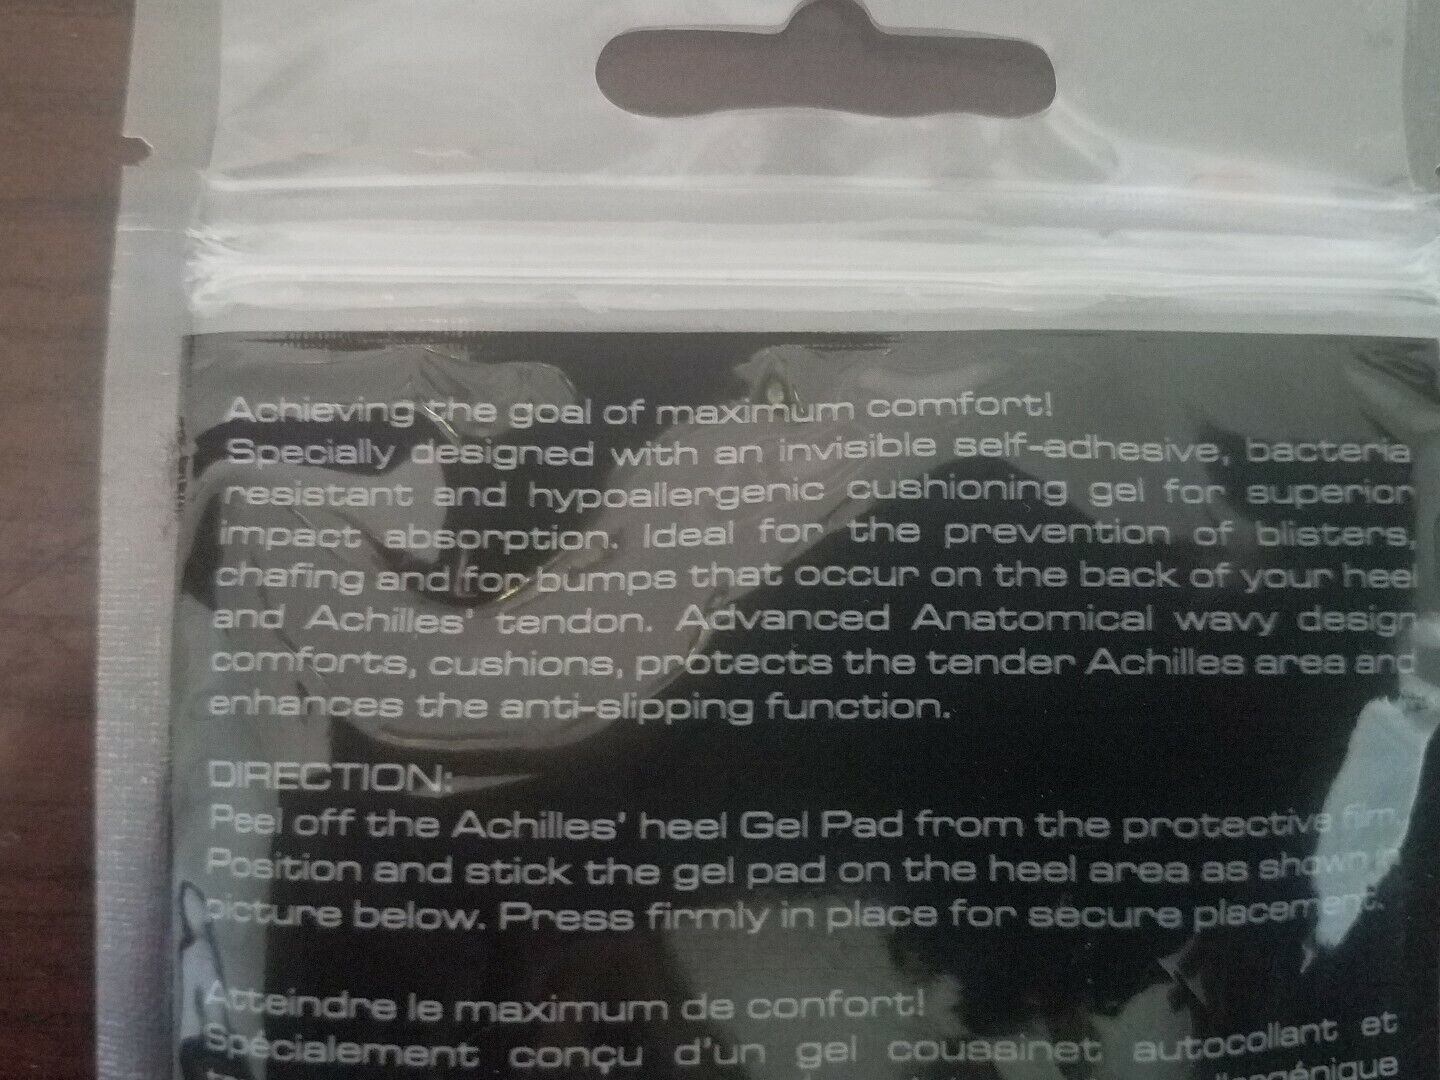 Achieving the goal of maximum comfort!
Specially designed with an invisible self-adhesive, bacteria
resistant and hypoallergenic cushioning gel for superior
impact absorption. Ideal for the prevention of blisters,
chafing and for bumps that occur on the back of your heel
and Achilles' tendon. Advanced Anatomical wavy design
comforts, cushions, protects the tender Achilles area and
enhances the anti-slipping function.
DIRECTION:
Peel off the Achilles' heel Gel Pad from the protective film.
Position and stick the gel pad on the heel area as shown in
picture below. Press firmly in place for secure placement.
Atteindre le maximum de confort!
Spécialement conçu d'un gel coussinet autocollant et